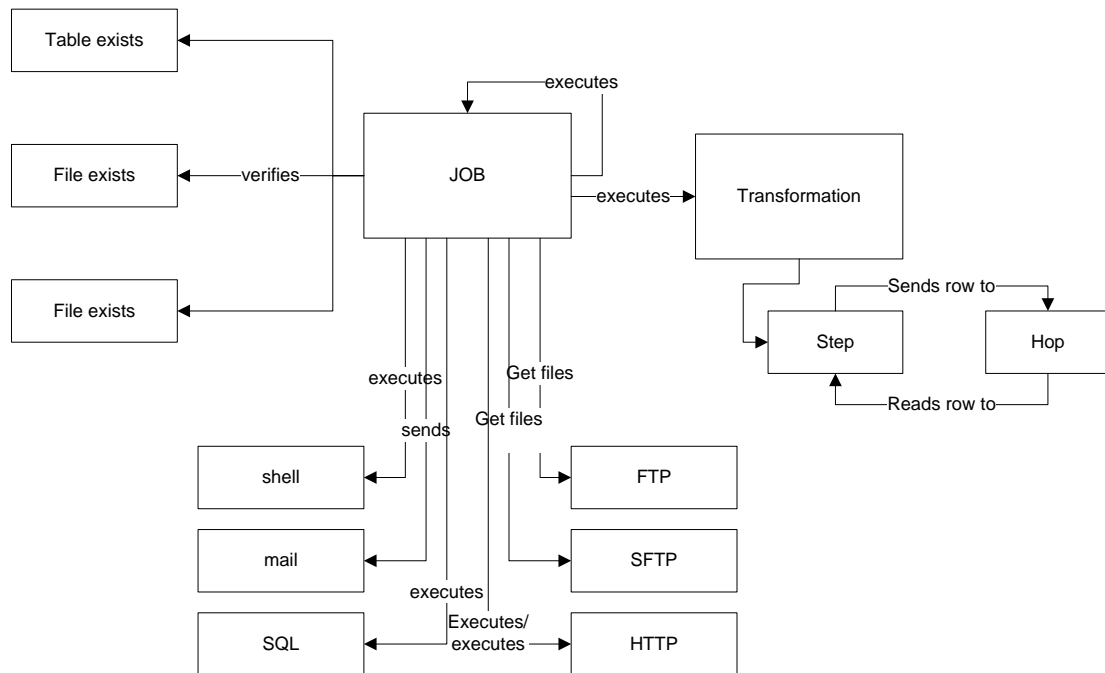 Table exists
executes
File exists
verifies
JOB
executes
Transformation
Sends row to
File exists
Step
Hop
executes
Get files
Reads row to
sends
Get files
shell
FTP
mail
SFTP
executes
Executes/
executes
SQL
HTTP